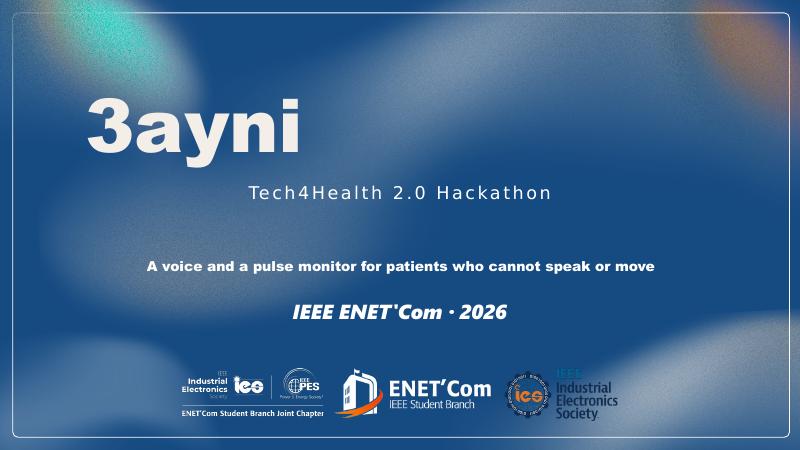 3ayni
Tech4Health 2.0 Hackathon
A voice and a pulse monitor for patients who cannot speak or move
IEEE ENET'Com · 2026
IEEE
Industrial
Electronics
Society
ies
IEEE
PES
Power & Energy Society
ENET'Com Student Branch Joint Chapter
ENET'Com
IEEE Student Branch
ies
IEEE
Industrial
Electronics
Society